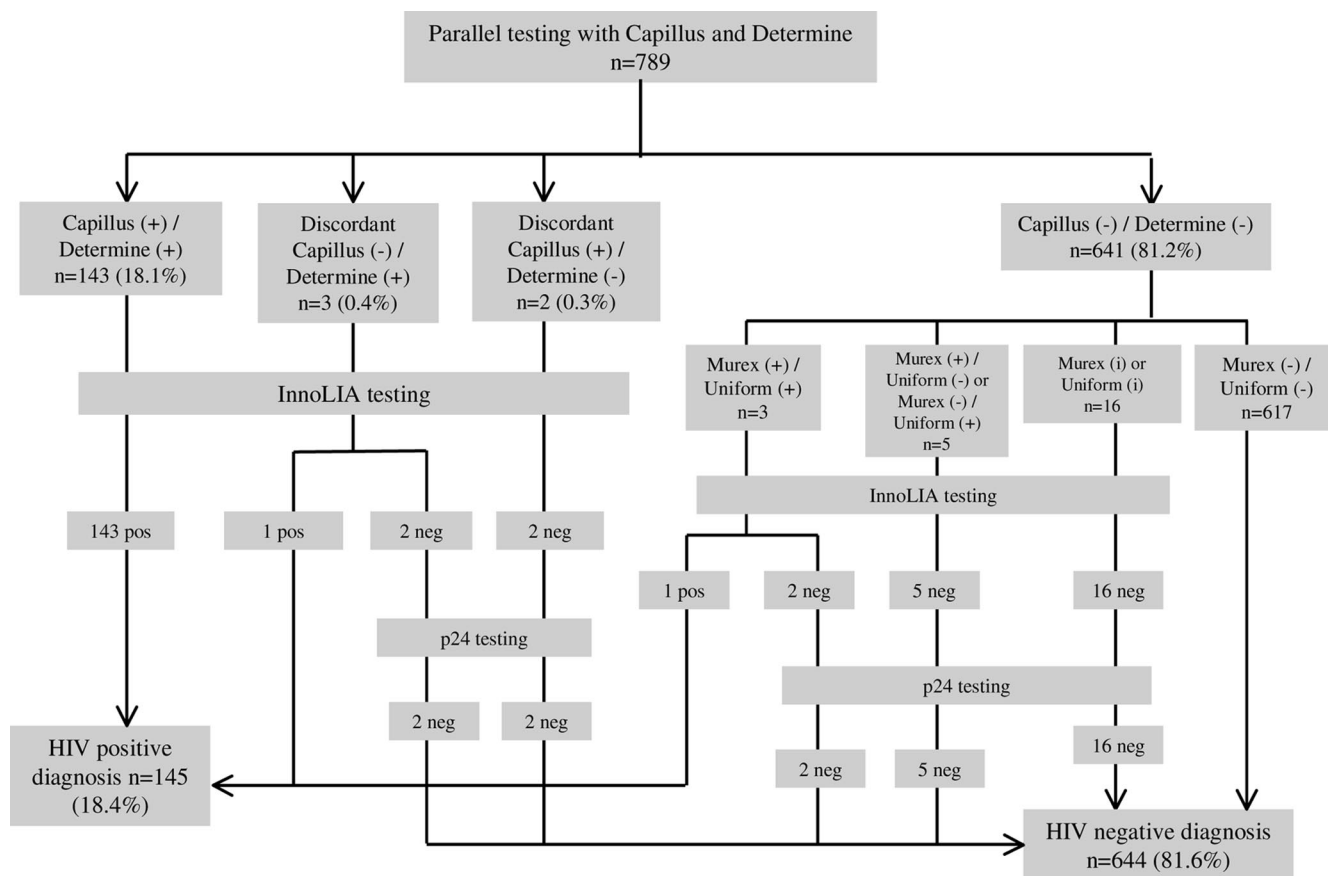 Parallel testing with Capillus and Determine
n=789
Capillus (+) /
Determine (+)
n=143 (18.1%)
Discordant
Capillus (-) /
Determine (+)
n=3 (0.4%)
Discordant
Capillus (+) /
Determine (-)
n=2 (0.3%)
Capillus (-) / Determine (-)
n=641 (81.2%)
Murex (+) /
Uniform (+)
n=3
Murex (+) /
Uniform (-) or
Murex (-) /
Uniform (+)
n=5
Murex (i) or
Uniform (i)
n=16
Murex (-) /
Uniform (-)
n=617
InnoLIA testing
InnoLIA testing
143 pos
1 pos
2 neg
2 neg
1 pos
2 neg
5 neg
16 neg
p24 testing
p24 testing
2 neg
2 neg
2 neg
5 neg
16 neg
HIV positive
diagnosis n=145
(18.4%)
HIV negative diagnosis
n=644 (81.6%)